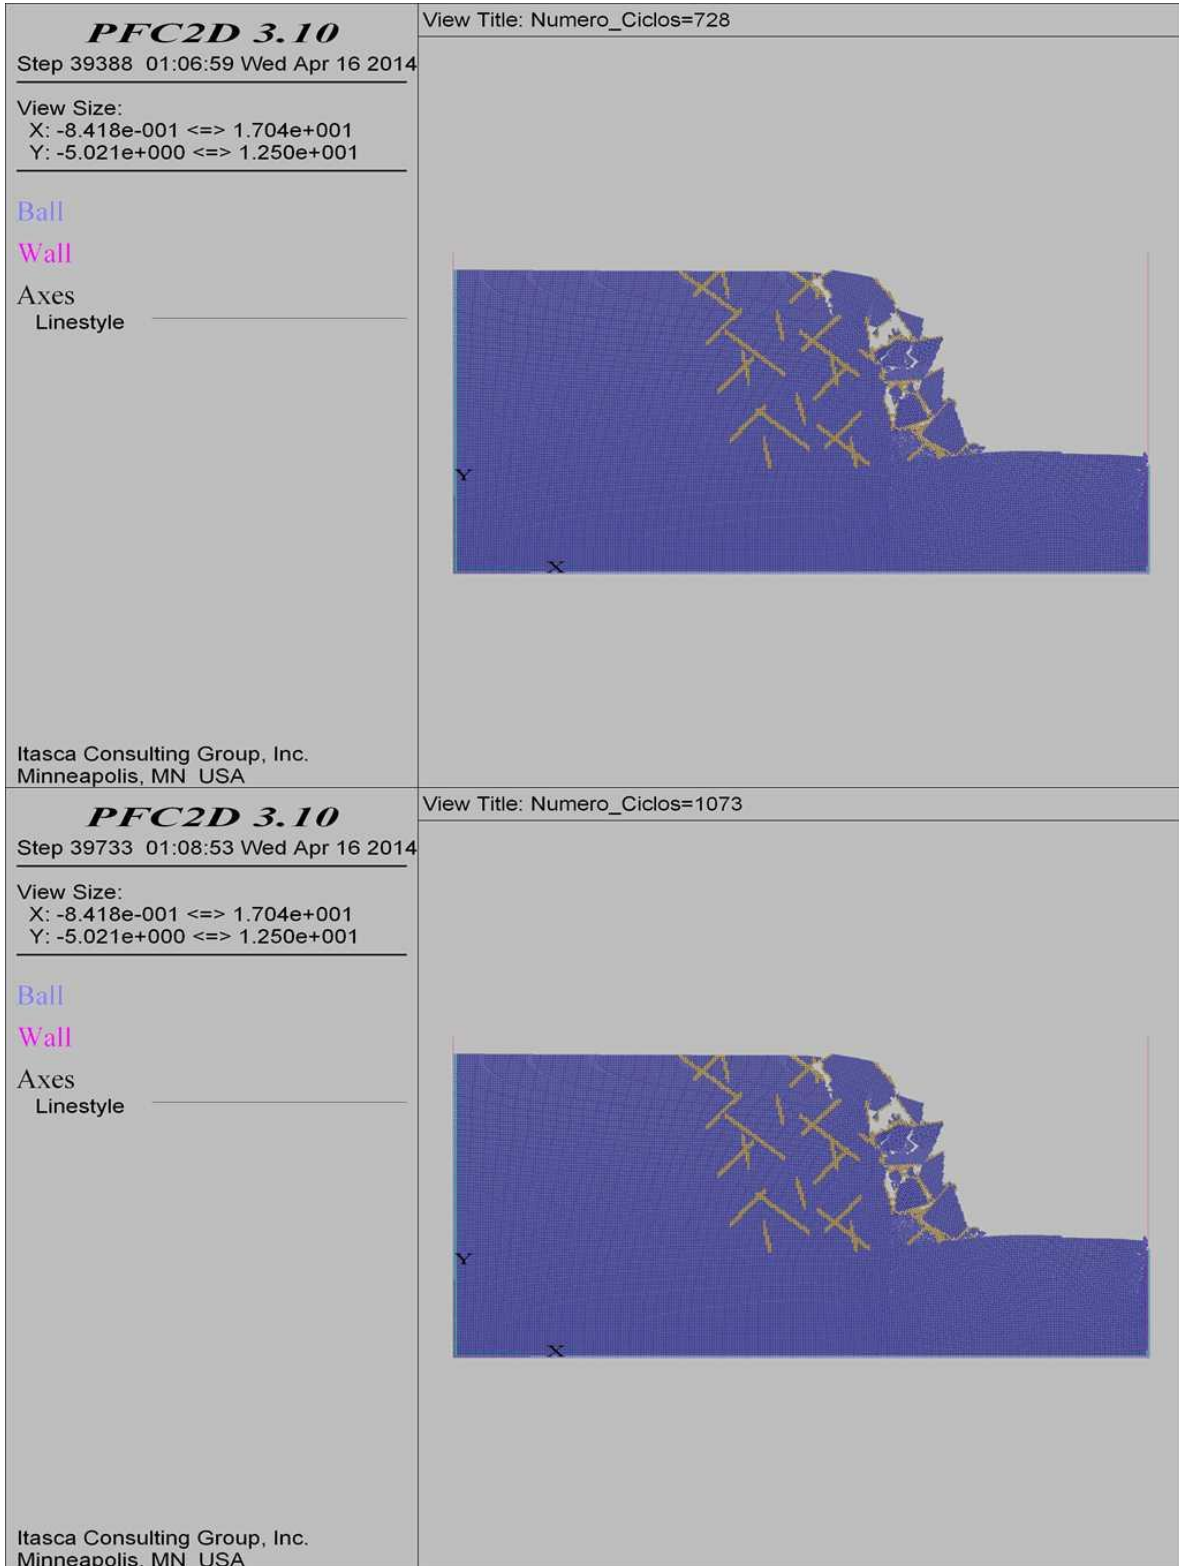 PFC2D 3.10
Step 39388 01:06:59 Wed Apr 16 2014
View Size:
X: -8.418e-001 <=> 1.704e+001
Y: -5.021e+000 <=> 1.250e+001
Ball
Wall
Axes
Linestyle
Itasca Consulting Group, Inc.
Minneapolis, MN USA
View Title: Numero_Ciclos=728
Y
X
PFC2D 3.10
Step 39733 01:08:53 Wed Apr 16 2014
View Size:
X: -8.418e-001 <=> 1.704e+001
Y: -5.021e+000 <=> 1.250e+001
Ball
Wall
Axes
Linestyle
Itasca Consulting Group, Inc.
Minneapolis, MN USA
View Title: Numero_Ciclos=1073
Y
X